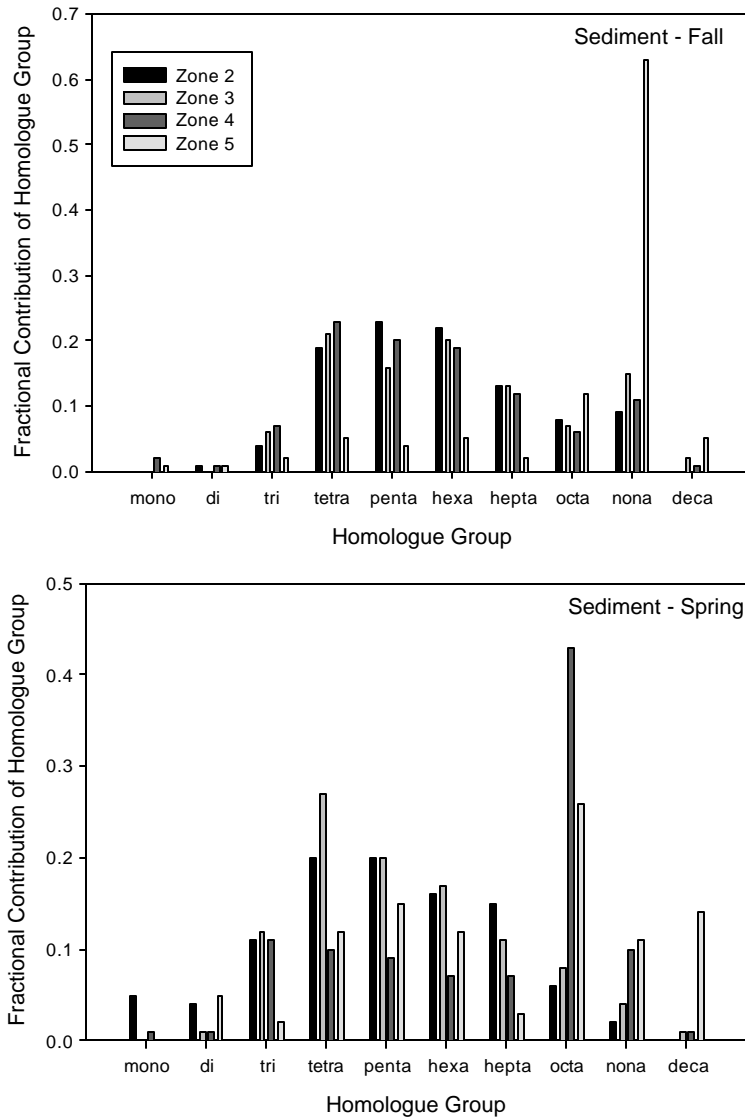 Sediment - Fall
Zone 2
Zone 3
Zone 4
Zone 5
Fractional Contribution of Homologue Group
0.7
0.6
0.5
0.4
0.3
0.2
0.1
0.0
mono di tri tetra penta hexa hepta octa nona deca
Homologue Group
Sediment - Spring
Fractional Contribution of Homologue Group
0.5
0.4
0.3
0.2
0.1
0.0
mono di tri tetra penta hexa hepta octa nona deca
Homologue Group